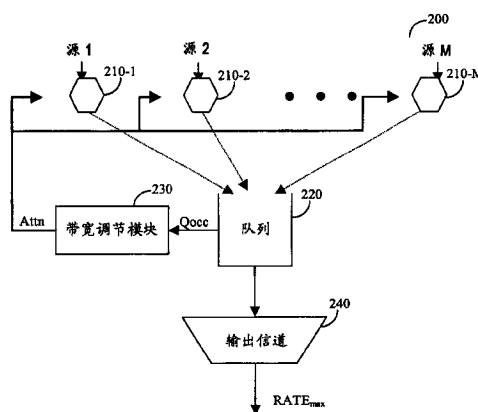 200
源 1
源 2
源 M
210-1
210-2
210-M
230
220
Attn
带宽调节模块
Qocc
队列
240
输出信道
RATEmax